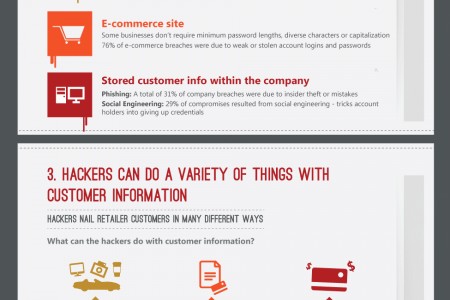 E-commerce site
Some businesses don't require minimum password lengths, diverse characters or capitalization
76% of e-commerce breaches were due to weak or stolen account logins and passwords
Stored customer info within the company
Phishing: A total of 31% of company breaches were due to insider theft or mistakes
Social Engineering: 29% of compromises resulted from social engineering - tricks account
holders into giving up credentials
3. HACKERS CAN DO A VARIETY OF THINGS WITH
CUSTOMER INFORMATION
HACKERS NAIL RETAILER CUSTOMERS IN MANY DIFFERENT WAYS
What can the hackers do with customer information?
$ $